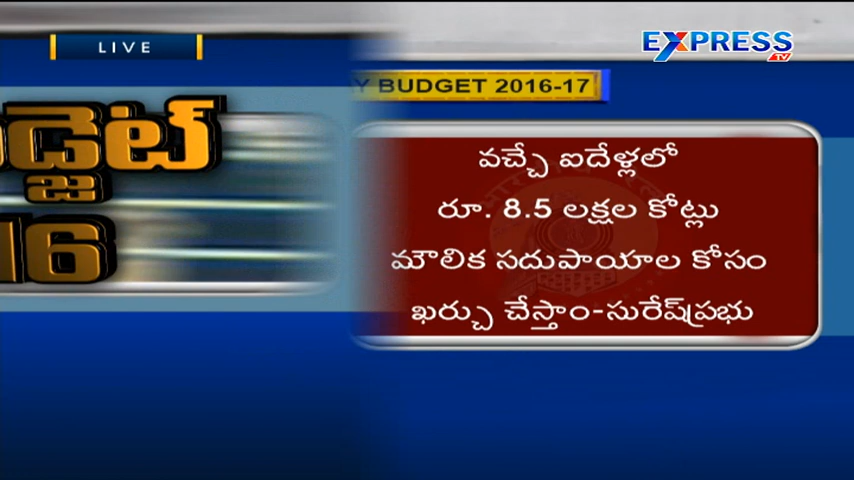 LIVE
EXPRESS
TV
BUDGET 2016-17
వచ్చే ఐదేళ్లలో
రూ. 8.5 లక్షల కోట్లు
మౌలిక సదుపాయాల కోసం
ఖర్చు చేస్తాం-సురేష్‌ప్రభు
16